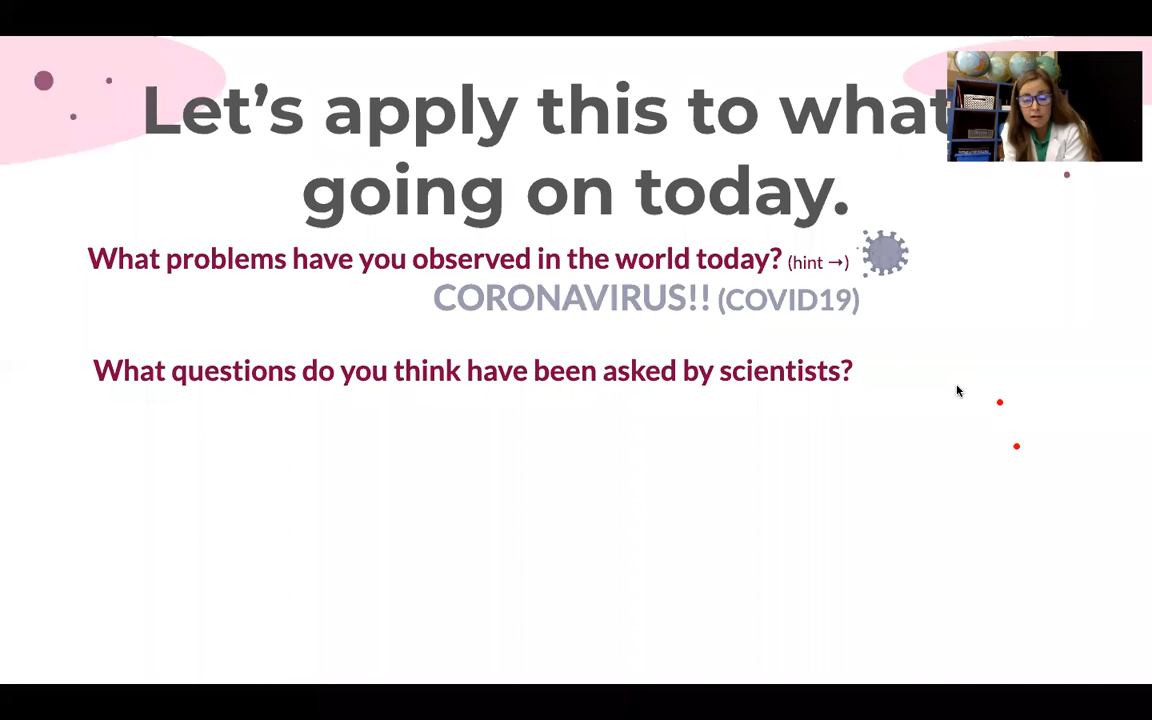 Let's apply this to what
going on today.
What problems have you observed in the world today? (hint →)
CORONAVIRUS!! (COVID19)
What questions do you think have been asked by scientists?